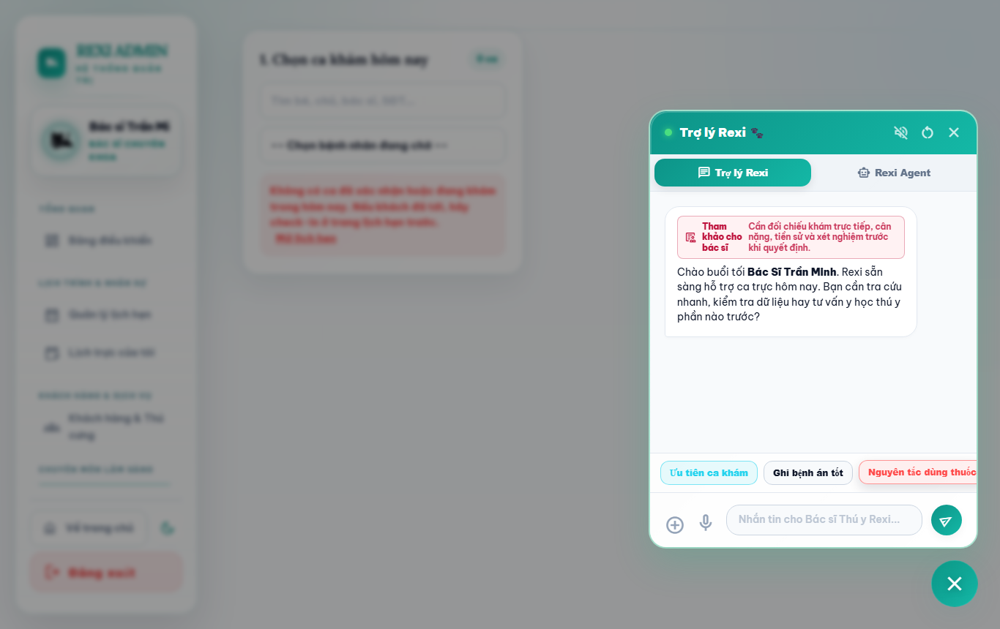 REXI ADMIN
HỆ THỐNG QUẢN
TRỊ
Bác sĩ Trần Mi
BÁC SĨ CHUYÊN
KHOA
TỔNG QUAN
Bảng điều khiển
LỊCH TRÌNH & NHÂN SỰ
Quản lý lịch hẹn
Lịch trực của tôi
KHÁCH HÀNG & DỊCH VỤ
Khách hàng & Thú
cưng
CHUYÊN MÔN LÂM SÀNG
Về trang chủ
Đăng xuất
1. Chọn ca khám hôm nay
0 ca
Tìm bé, chủ, bác sĩ, SĐT...
-- Chọn bệnh nhân đang chờ --
Không có ca đã xác nhận hoặc đang khám
trong hôm nay. Nếu khách đã tới, hãy
check-in ở trang lịch hẹn trước.
Mở lịch hẹn
Trợ lý Rexi
Trợ lý Rexi
Rexi Agent
Tham
khảo cho
bác sĩ
Cần đối chiếu khám trực tiếp, cân
nặng, tiền sử và xét nghiệm trước
khi quyết định.
Chào buổi tối Bác Sĩ Trần Minh. Rexi sẵn
sàng hỗ trợ ca trực hôm nay. Bạn cần tra cứu
nhanh, kiểm tra dữ liệu hay tư vấn y học thú y
phần nào trước?
Ưu tiên ca khám
Ghi bệnh án tốt
Nguyên tắc dùng thuốc
Nhắn tin cho Bác sĩ Thú y Rexi...